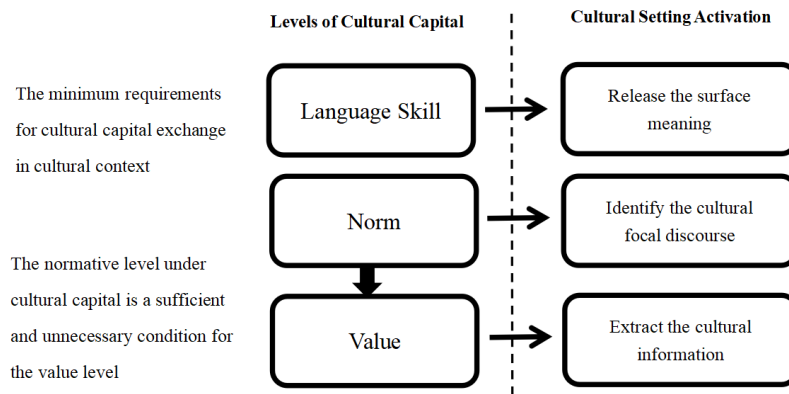 Levels of Cultural Capital
Cultural Setting Activation
The minimum requirements
for cultural capital exchange
in cultural context
Language Skill
Release the surface
meaning
Norm
Identify the cultural
focal discourse
The normative level under
cultural capital is a sufficient
and unnecessary condition for
the value level
Value
Extract the cultural
information